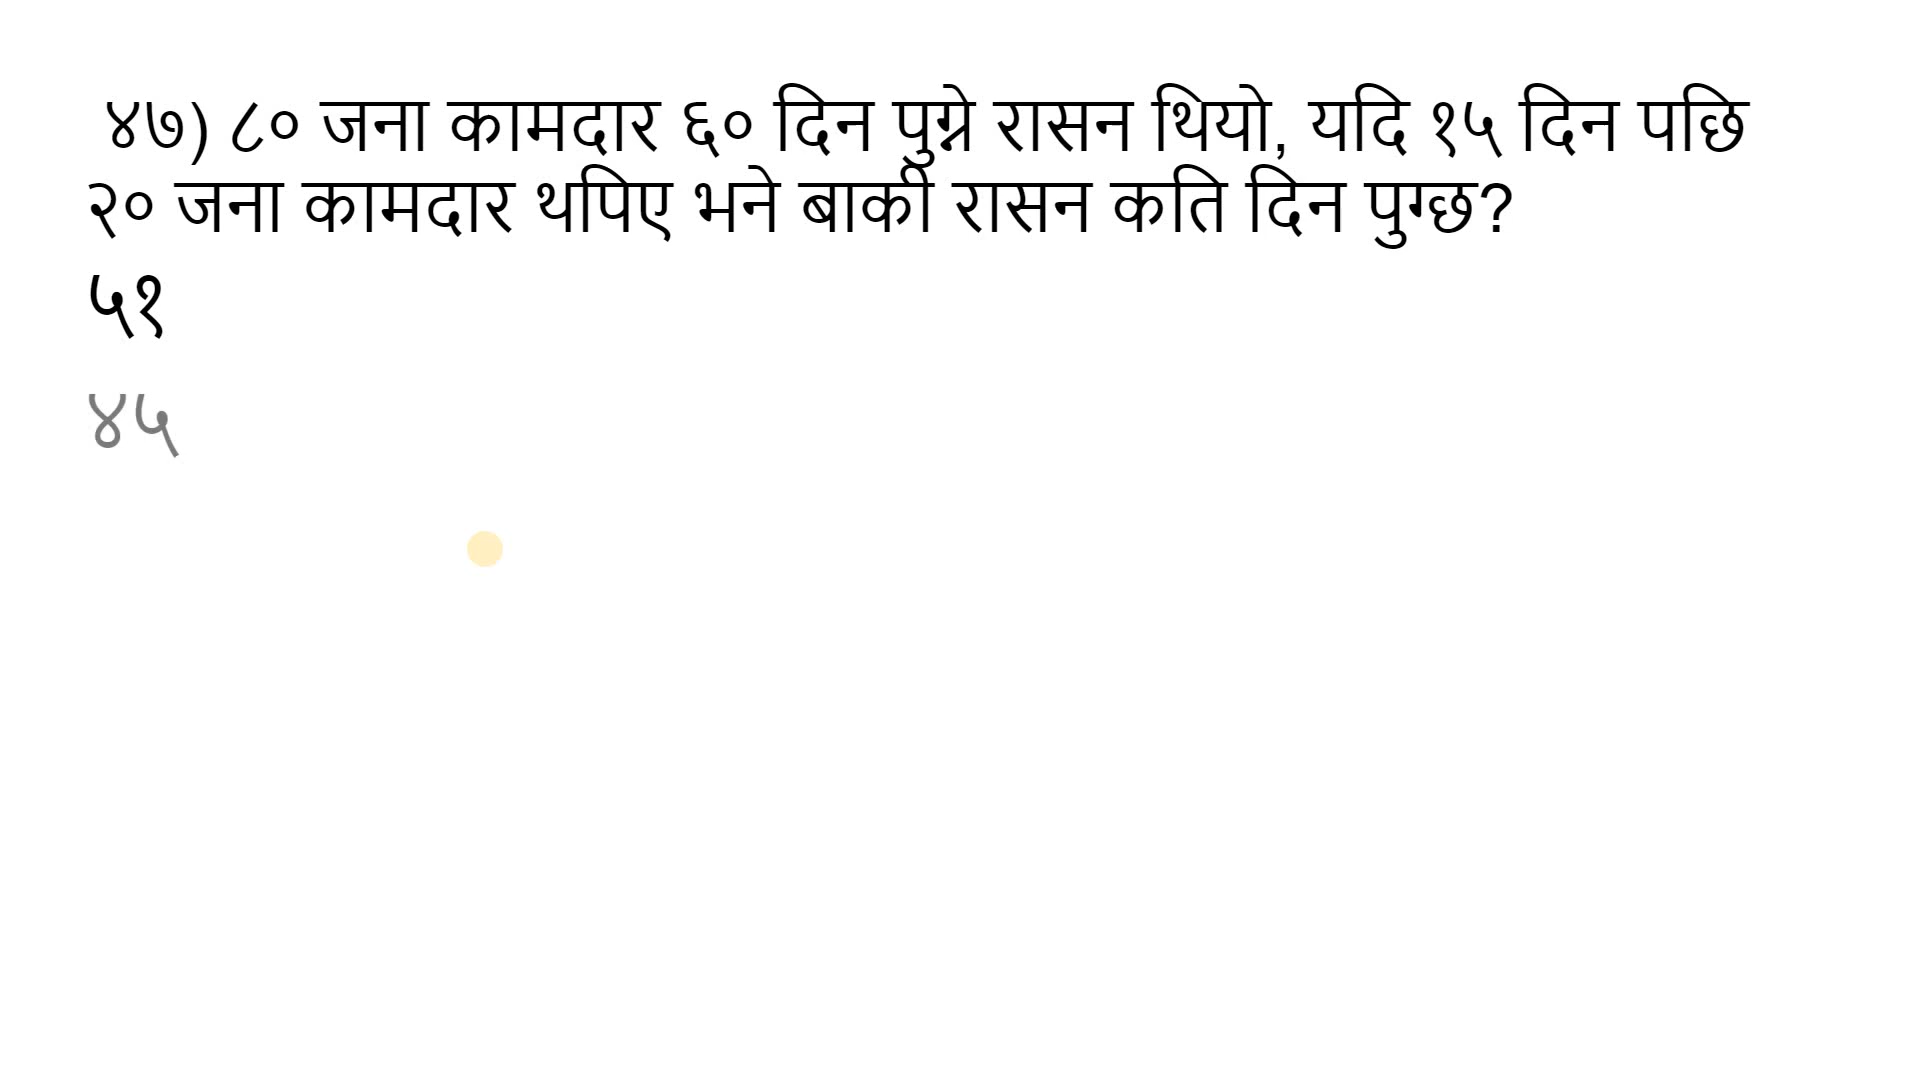 ४७) ८० जना कामदार ६० दिन पुग्ने रासन थियो, यदि १५ दिन पछि
२० जना कामदार थपिए भने बाकी रासन कति दिन पुग्छ?
५१
४५